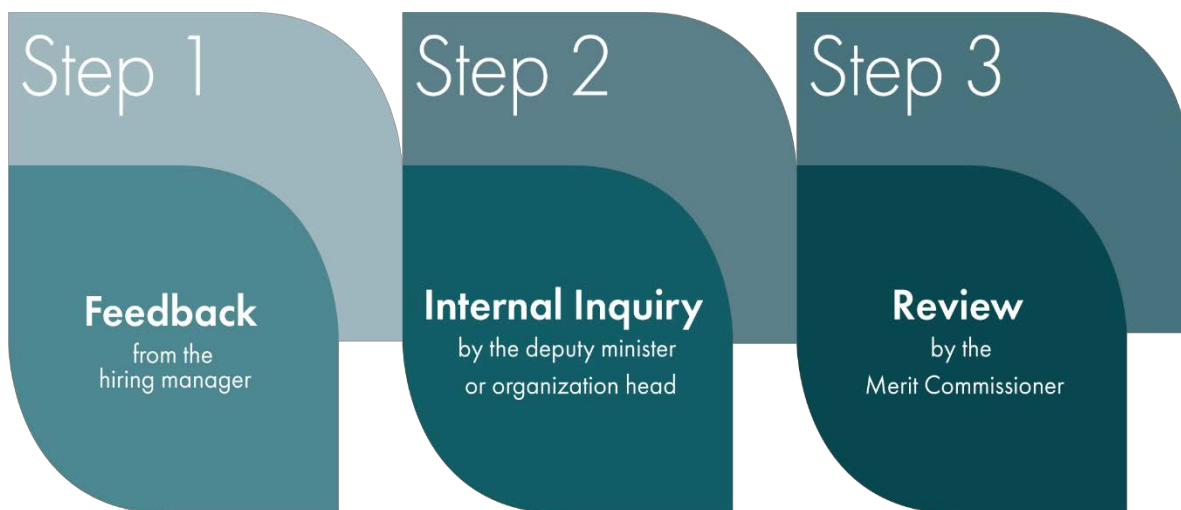 Step 1
Feedback
from the
hiring manager
Step 2
Internal Inquiry
by the deputy minister
or organization head
Step 3
Review
by the
Merit Commissioner